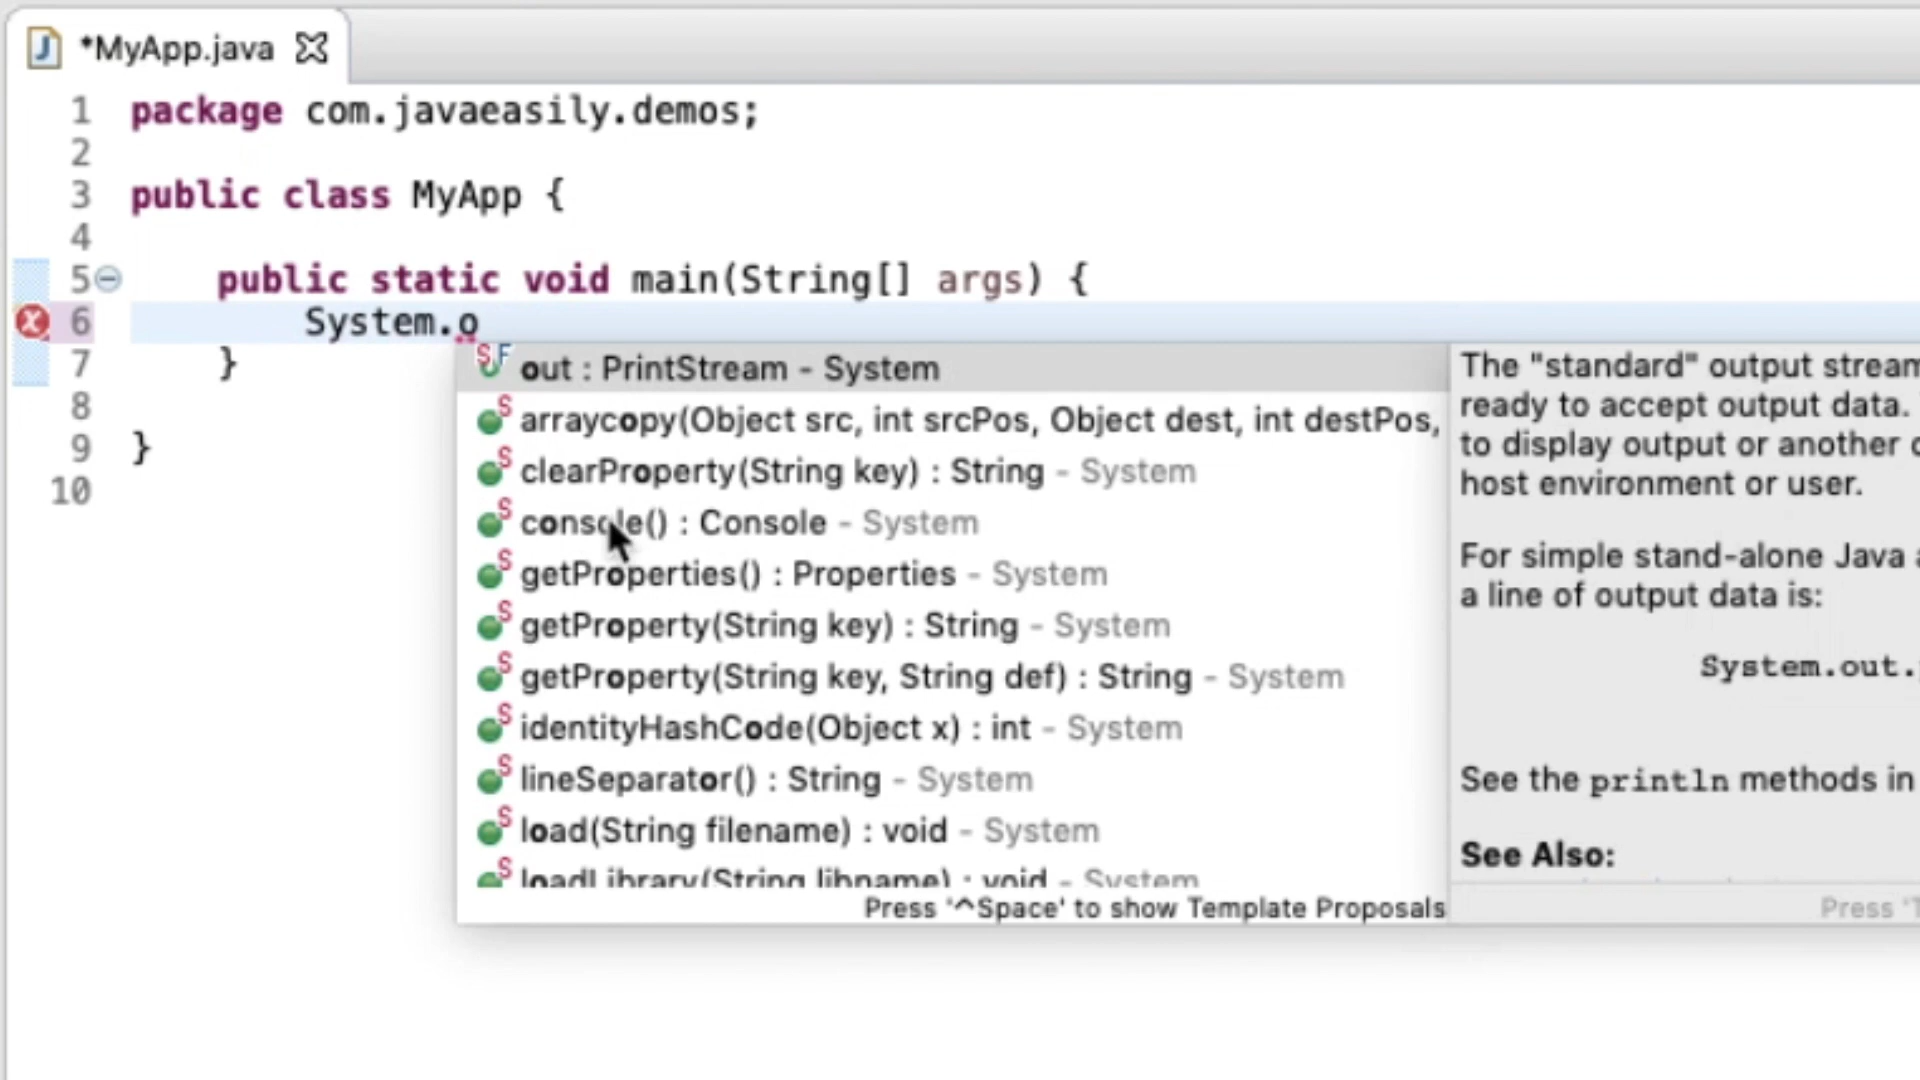 *MyApp.java
1 package com.javaeasily.demos;
2
3 public class MyApp {
4
5 public static void main(String[] args) {
6 System.o
7 }
8
9 }
10
out : PrintStream - System
arraycopy(Object src, int srcPos, Object dest, int destPos,
clearProperty(String key) : String - System
console() : Console - System
getProperties() : Properties - System
getProperty(String key) : String - System
getProperty(String key, String def) : String - System
identityHashCode(Object x) : int - System
lineSeparator() : String - System
load(String filename) : void - System
loadLibrary(String libname) : void - System
Press '^Space' to show Template Proposals
The "standard" output stream
ready to accept output data.
to display output or another
host environment or user.
For simple stand-alone Java
a line of output data is:
System.out.
See the println methods in
See Also:
Press